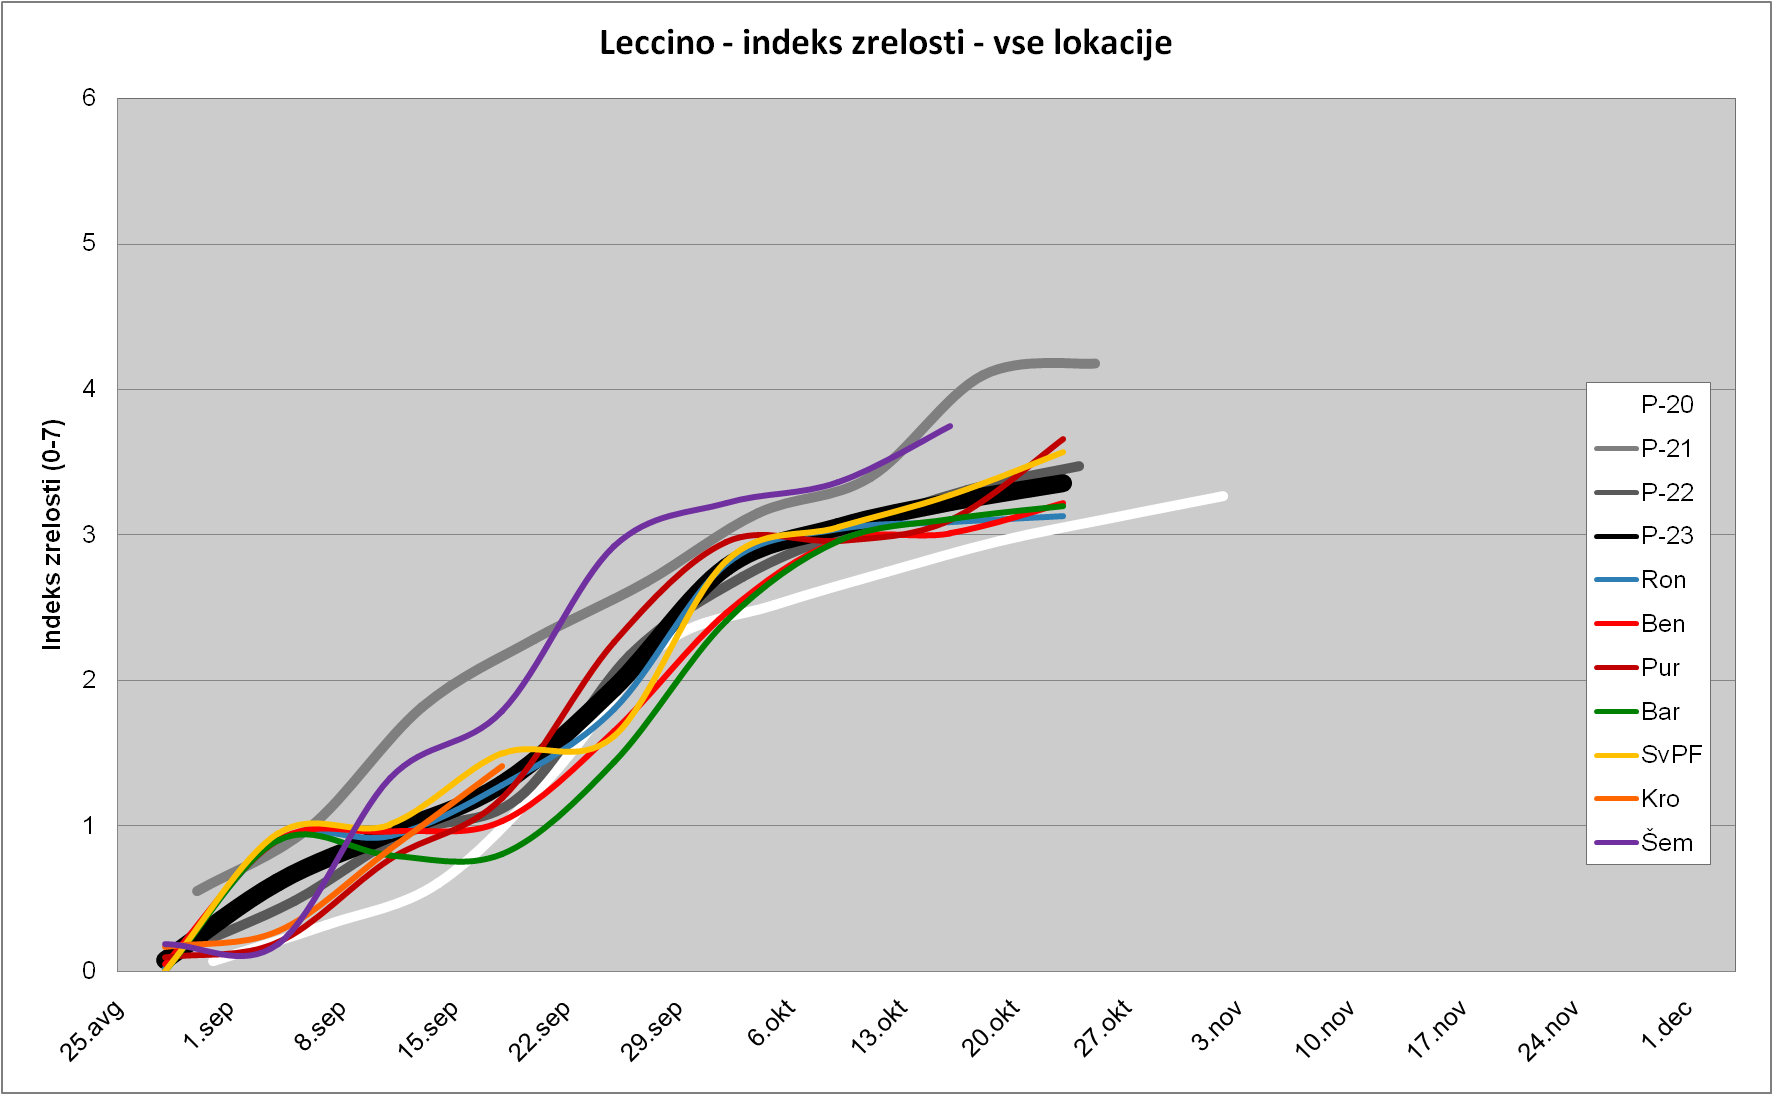 Leccino - indeks zrelosti - vse lokacije
Indeks zrelosti (0-7)
6
5
4
3
2
1
0
25.avg
1.sep
8.sep
15.sep
22.sep
29.sep
6.okt
13.okt
20.okt
27.okt
3.nov
10.nov
17.nov
24.nov
1.dec
P-20
P-21
P-22
P-23
Ron
Ben
Pur
Bar
SvPF
Kro
Šem